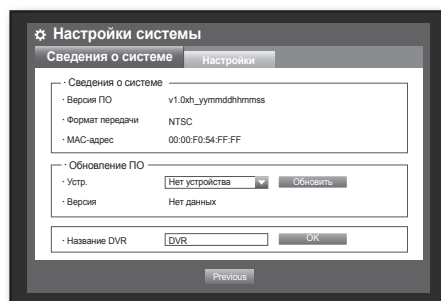 Настройки системы
Сведения о системе Настройки
· Сведения о системе
· Версия ПО v1.0xh_yymmddhhmmss
· Формат передачи NTSC
· MAC-адрес 00:00:F0:54:FF:FF
· Обновление ПО
· Устр. Нет устройства Обновить
· Версия Нет данных
· Название DVR DVR OK
Previous